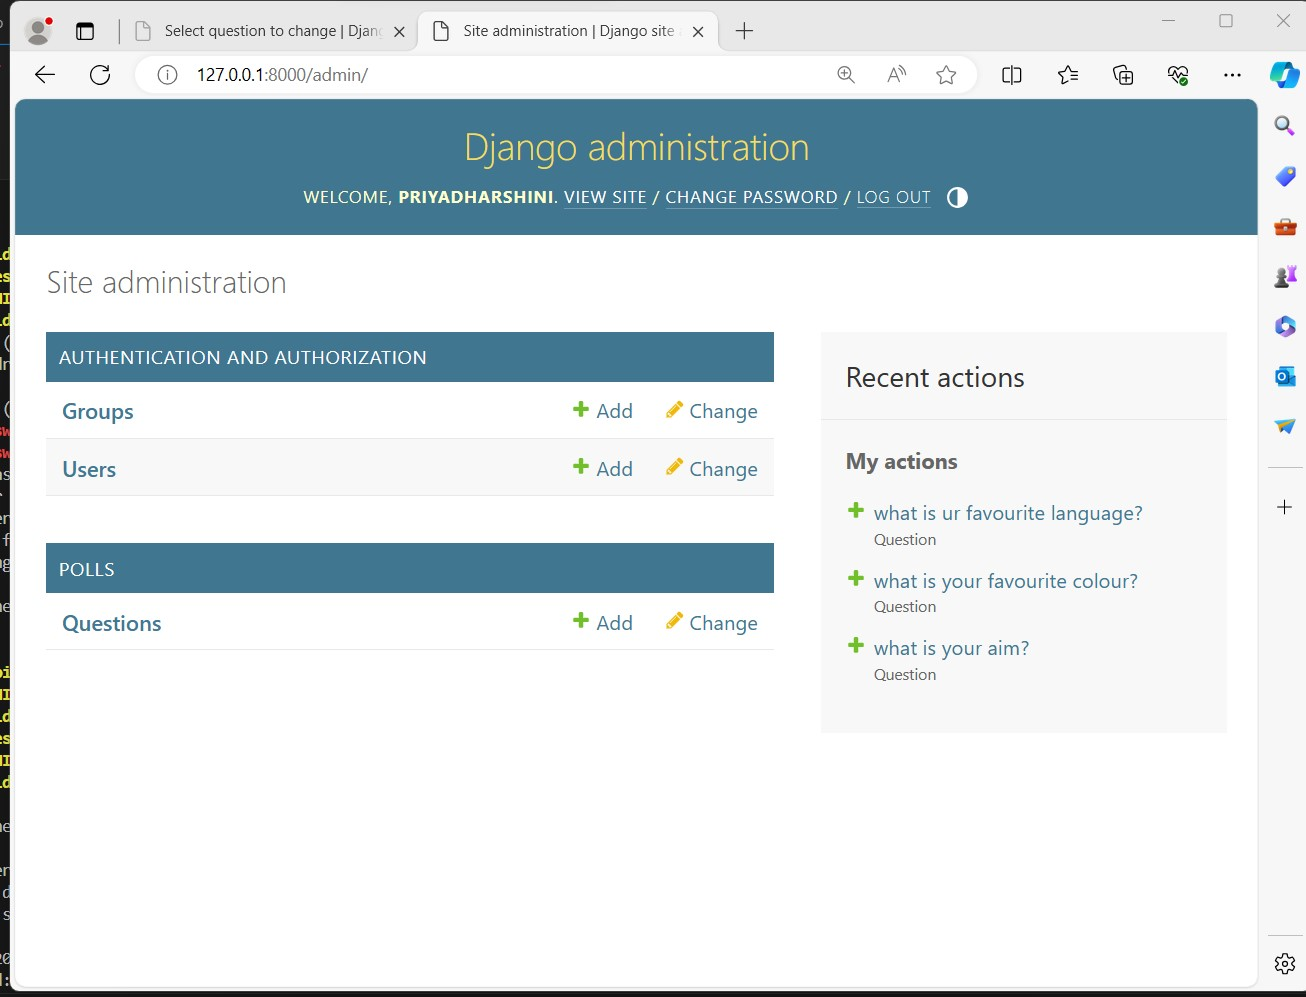 Select question to change | Djan
Site administration | Django site
127.0.0.1:8000/admin/
Django administration
WELCOME, PRIYADHARSHINI. VIEW SITE / CHANGE PASSWORD / LOG OUT
Site administration
AUTHENTICATION AND AUTHORIZATION
Groups Add Change
Users Add Change
POLLS
Questions Add Change
Recent actions
My actions
what is ur favourite language?
Question
what is your favourite colour?
Question
what is your aim?
Question